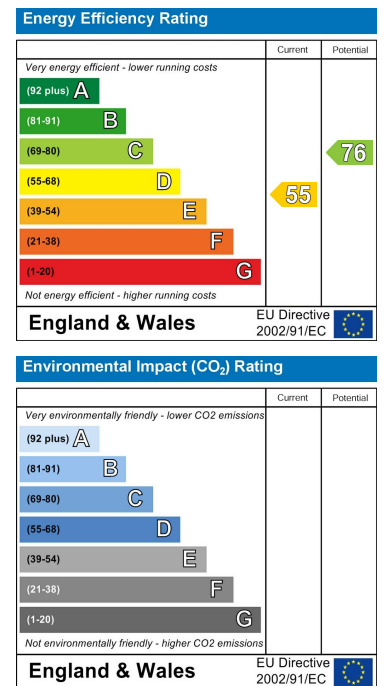 Energy Efficiency Rating
Current Potential
Very energy efficient - lower running costs
(92 plus) A
(81-91) B
(69-80) C
76
(55-68) D
55
(39-54) E
(21-38) F
(1-20) G
Not energy efficient - higher running costs
England & Wales
EU Directive
2002/91/EC
Environmental Impact (CO₂) Rating
Current Potential
Very environmentally friendly - lower CO2 emissions
(92 plus) A
(81-91) B
(69-80) C
(55-68) D
(39-54) E
(21-38) F
(1-20) G
Not environmentally friendly - higher CO2 emissions
England & Wales
EU Directive
2002/91/EC